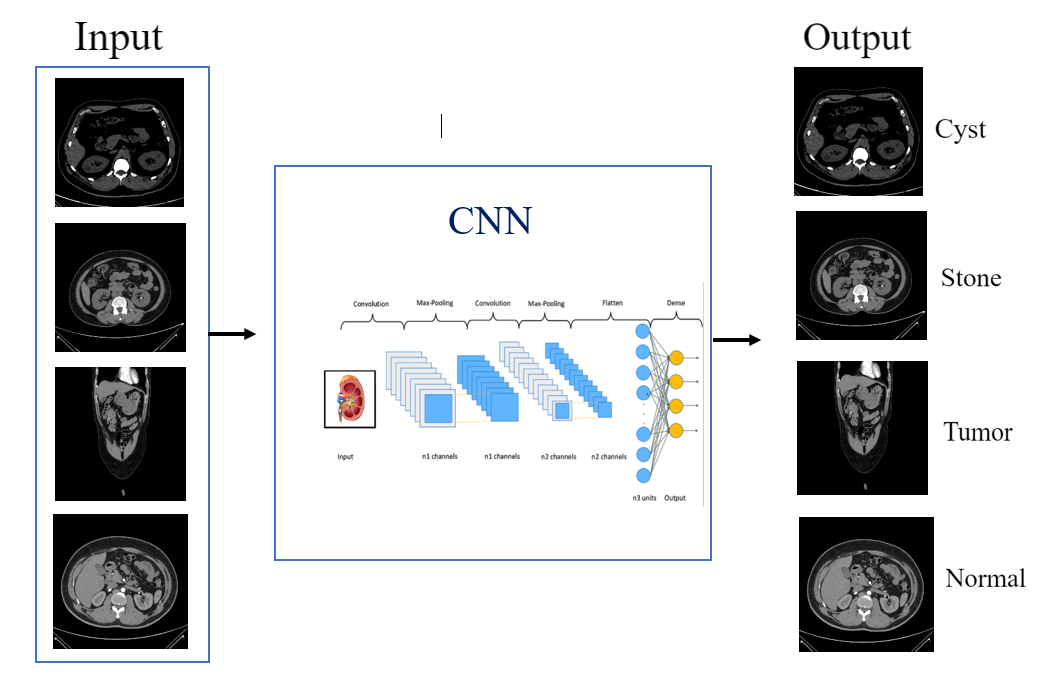 Input
Output
Cyst
CNN
Stone
Convolution Max-Pooling Convolution Max-Pooling Flatten Dense
Tumor
Input n1 channels n1 channels n2 channels n2 channels
n3 units Output
Normal